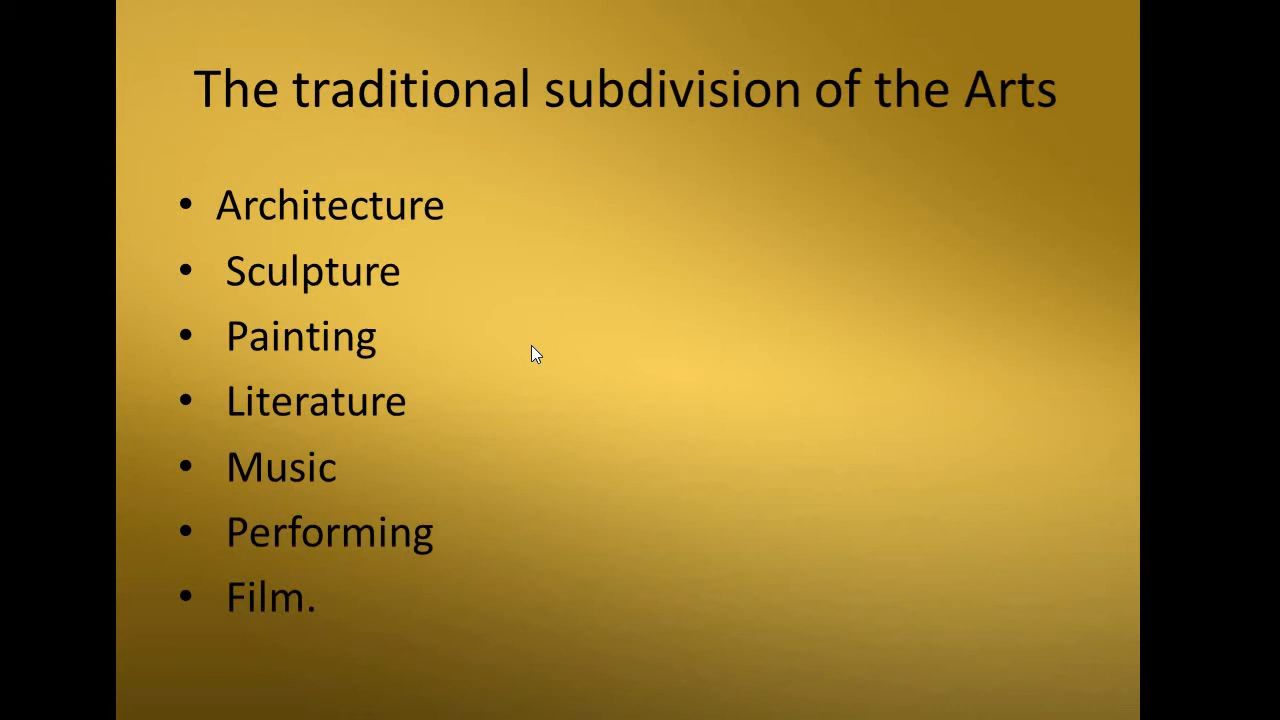 The traditional subdivision of the Arts
• Architecture
• Sculpture
• Painting
• Literature
• Music
• Performing
• Film.